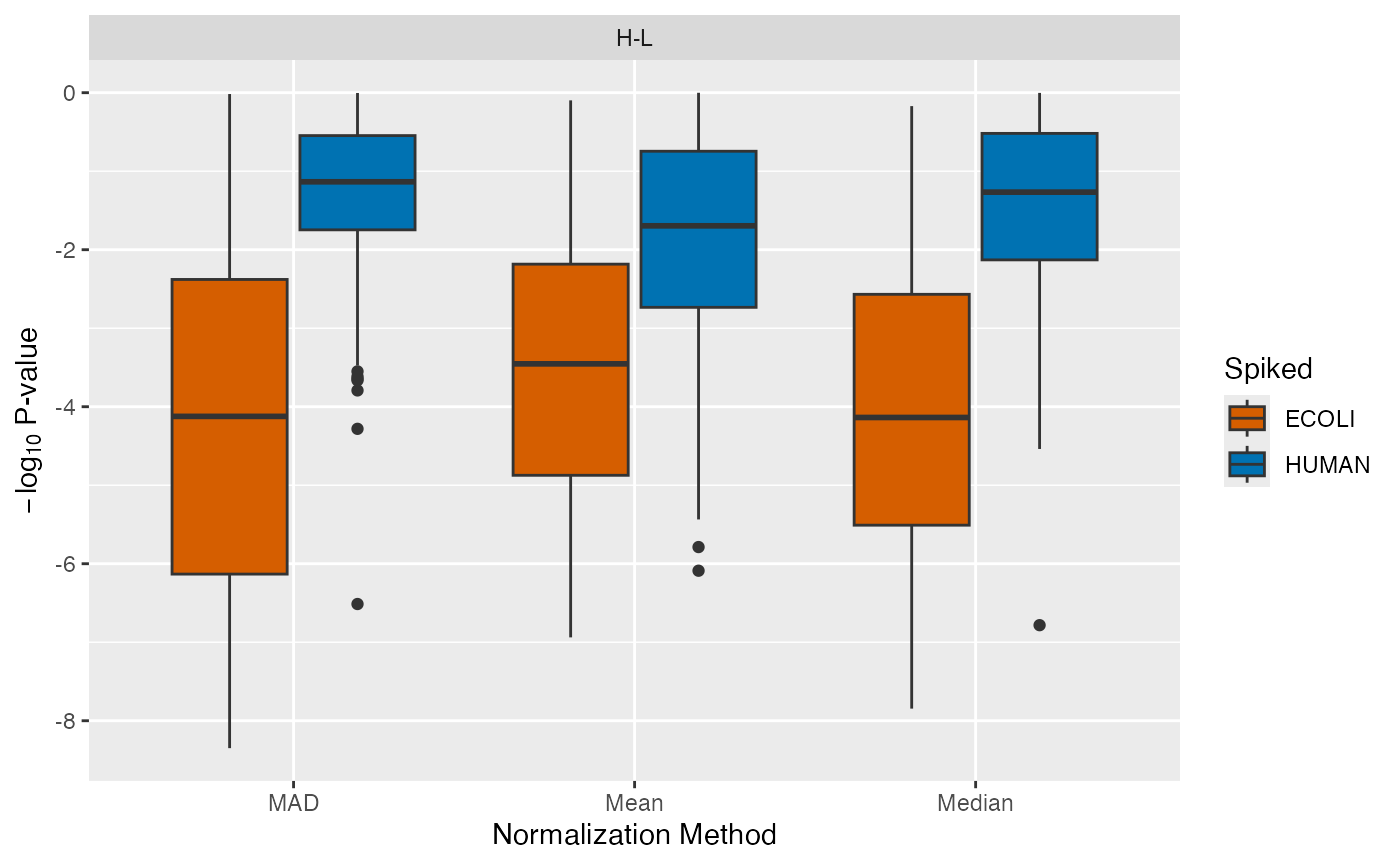 H-L
0
-2
-4
-6
-8
−log₁₀ P-value
MAD Mean Median
Normalization Method
Spiked
ECOLI
HUMAN